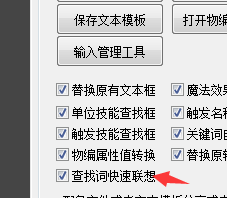 保存文本模板 打开物编
输入管理工具
替换原有文本框 魔法效果
单位技能查找框 触发名称
触发技能查找框 关键词自
物编属性值转换 替换原
查找词快速联想